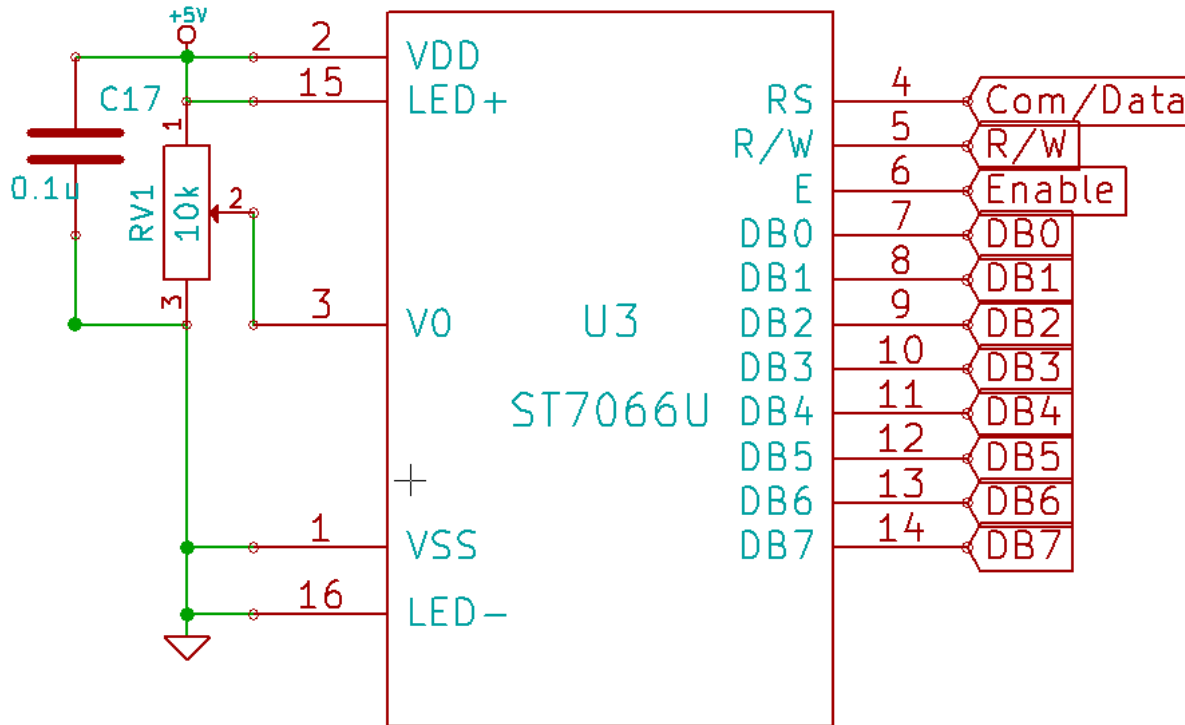 +5V
2 VDD
15 LED+
C17
0.1u
1
RV1
10k
2
3
3 V0
U3
ST7066U
1 VSS
16 LED-
RS 4 Com/Data
R/W 5 R/W
E 6 Enable
DB0 7 DB0
DB1 8 DB1
DB2 9 DB2
DB3 10 DB3
DB4 11 DB4
DB5 12 DB5
DB6 13 DB6
DB7 14 DB7